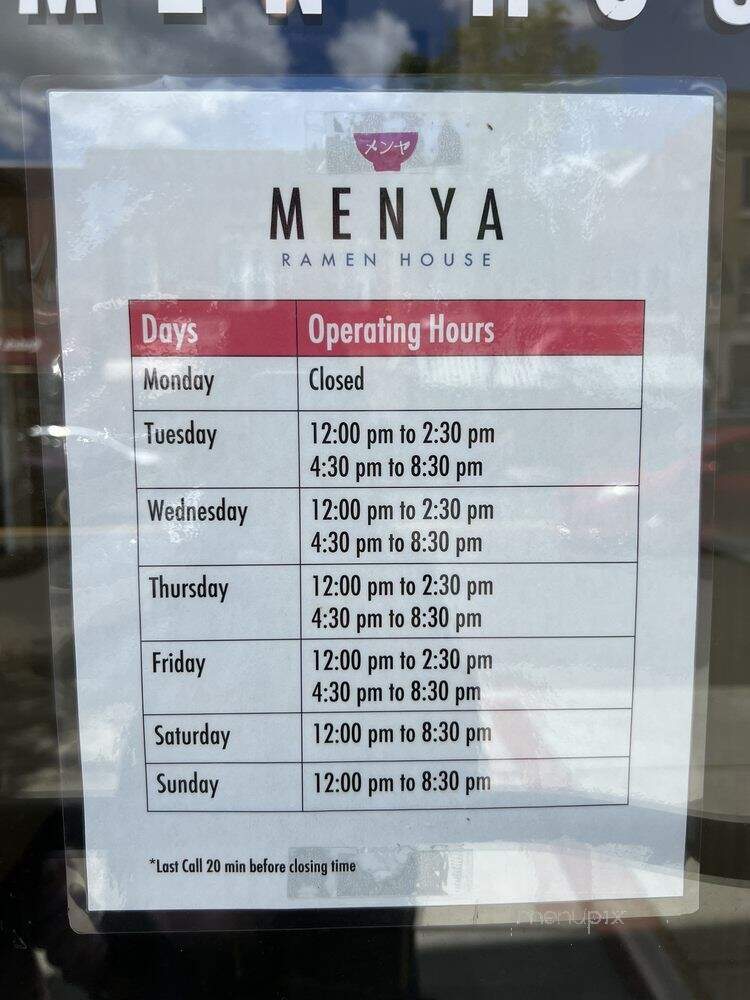 メンヤ
MENYA
RAMEN HOUSE
Days Operating Hours
Monday Closed
Tuesday 12:00 pm to 2:30 pm
4:30 pm to 8:30 pm
Wednesday 12:00 pm to 2:30 pm
4:30 pm to 8:30 pm
Thursday 12:00 pm to 2:30 pm
4:30 pm to 8:30 pm
Friday 12:00 pm to 2:30 pm
4:30 pm to 8:30 pm
Saturday 12:00 pm to 8:30 pm
Sunday 12:00 pm to 8:30 pm
*Last Call 20 min before closing time
menupix